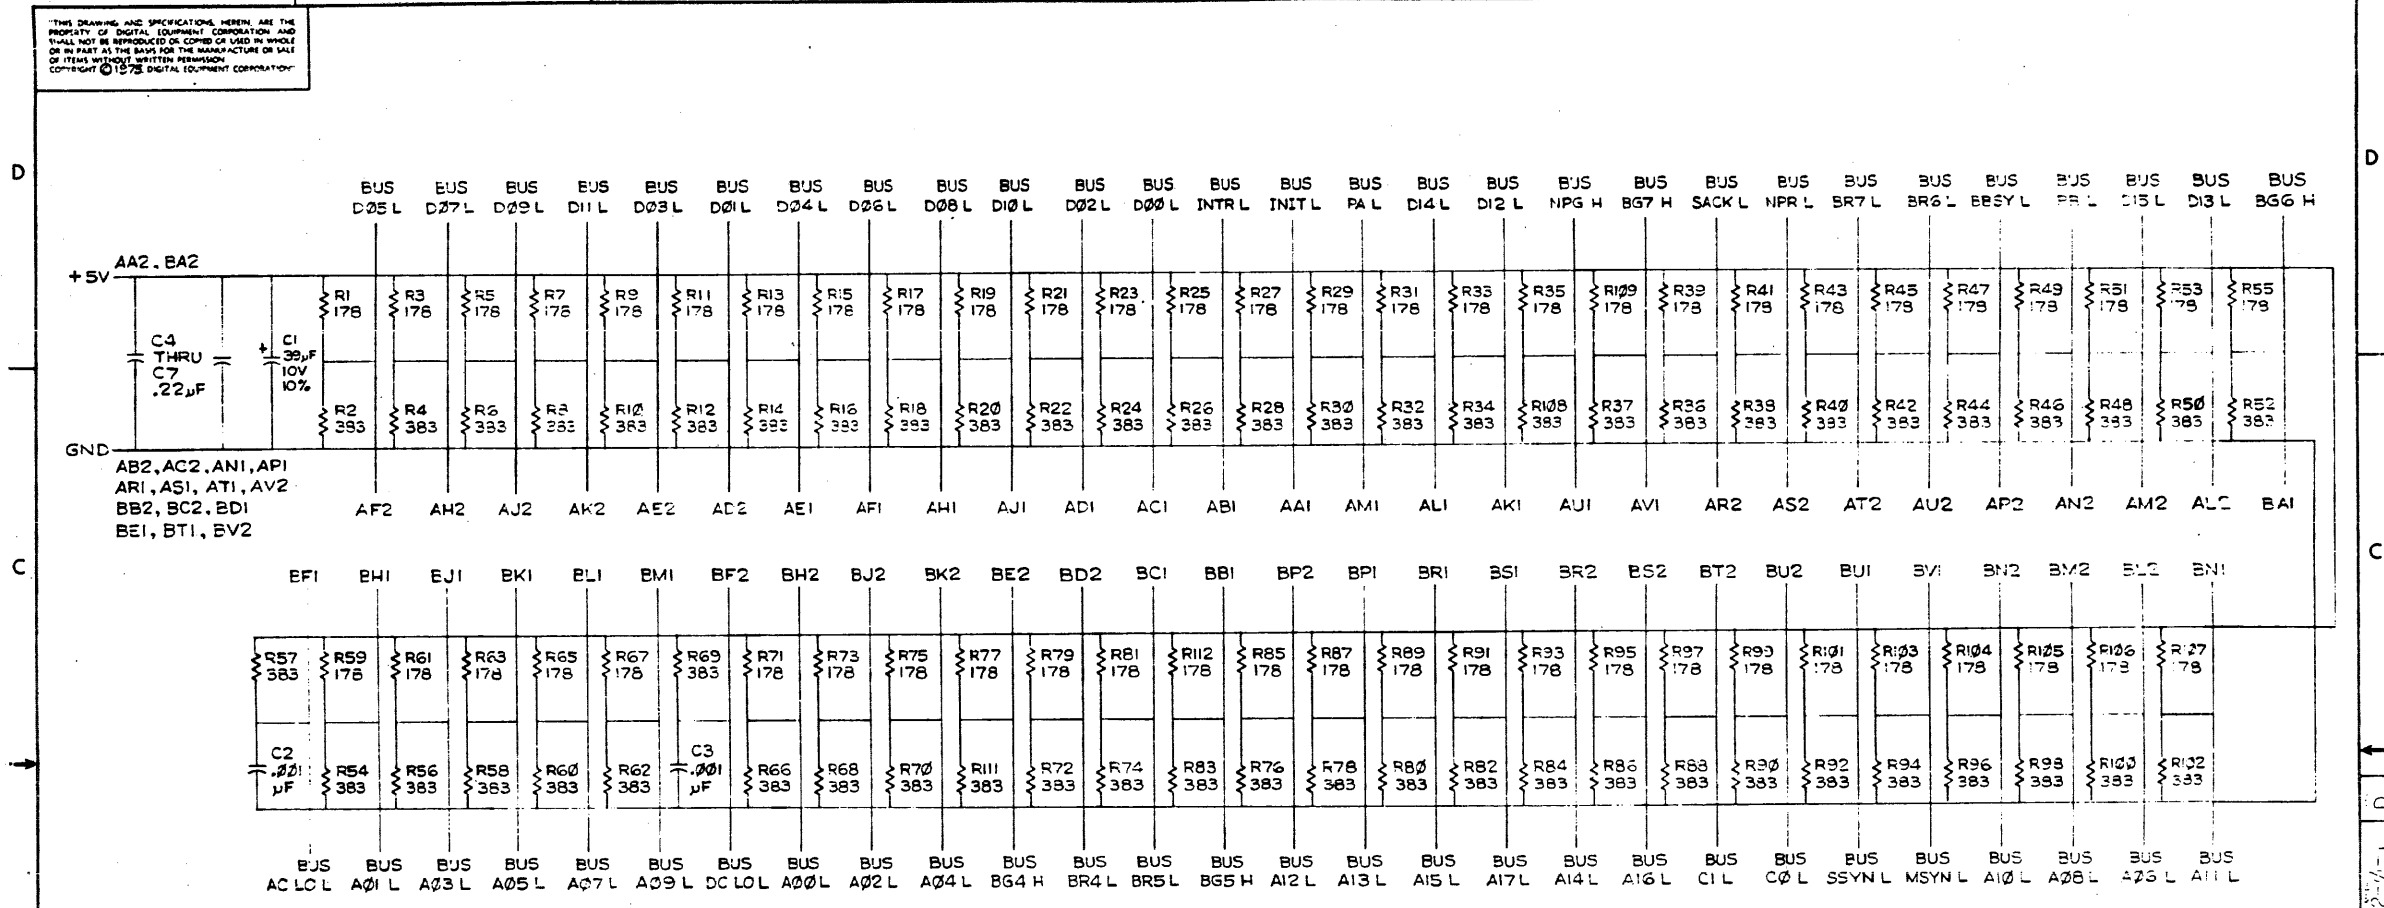 "THIS DRAWING AND SPECIFICATIONS, HEREIN, ARE THE
PROPERTY OF DIGITAL EQUIPMENT CORPORATION AND
SHALL NOT BE REPRODUCED OR COPIED OR USED IN WHOLE
OR IN PART AS THE BASIS FOR THE MANUFACTURE OR SALE
OF ITEMS WITHOUT WRITTEN PERMISSION
COPYRIGHT © 1975 DIGITAL EQUIPMENT CORPORATION"
D D
BUS BUS BUS BUS BUS BUS BUS BUS BUS BUS BUS BUS BUS BUS BUS BUS BUS BUS BUS BUS BUS BUS BUS BUS BUS BUS BUS BUS
DØ5 L DØ7 L DØ9 L D11 L DØ3 L DØ1 L DØ4 L DØ6 L DØ8 L D1Ø L DØ2 L DØØ L INTR L INIT L PA L D14 L D12 L NPG H BG7 H SACK L NPR L BR7 L BR6 L BBSY L PB L D15 L D13 L BG6 H
+5V AA2, BA2
R1 R3 R5 R7 R9 R11 R13 R15 R17 R19 R21 R23 R25 R27 R29 R31 R33 R35 R1Ø9 R39 R41 R43 R45 R47 R49 R51 R53 R55
178 178 178 178 178 178 178 178 178 178 178 178 178 178 178 178 178 178 178 178 178 178 178 178 178 178 178 178
C4 THRU C7 .22µF
+ C1 39µF 10V 10%
R2 R4 R6 R8 R1Ø R12 R14 R16 R18 R2Ø R22 R24 R26 R28 R3Ø R32 R34 R1Ø8 R37 R36 R38 R4Ø R42 R44 R46 R48 R5Ø R52
383 383 383 383 383 383 383 383 383 383 383 383 383 383 383 383 383 383 383 383 383 383 383 383 383 383 383 383
GND
AB2, AC2, AN1, AP1
AR1, AS1, AT1, AV2
BB2, BC2, BD1
BE1, BT1, BV2
AF2 AH2 AJ2 AK2 AE2 AD2 AE1 AF1 AH1 AJ1 AD1 AC1 AB1 AA1 AM1 AL1 AK1 AU1 AV1 AR2 AS2 AT2 AU2 AP2 AN2 AM2 AL2 BA1
C C
BF1 BH1 BJ1 BK1 BL1 BM1 BF2 BH2 BJ2 BK2 BE2 BD2 BC1 BB1 BP2 BP1 BR1 BS1 BR2 BS2 BT2 BU2 BU1 BV1 BN2 BM2 BL2 BN1
R57 R59 R61 R63 R65 R67 R69 R71 R73 R75 R77 R79 R81 R112 R85 R87 R89 R91 R93 R95 R97 R99 R1Ø1 R1Ø3 R1Ø4 R1Ø5 R1Ø6
383 178 178 178 178 178 383 178 178 178 178 178 178 178 178 178 178 178 178 178 178 178 178 178 178 178 178 178
C2 .ØØ1 µF
C3 .ØØ1 µF
R54 R56 R58 R6Ø R62 R66 R68 R7Ø R111 R72 R74 R83 R76 R78 R8Ø R82 R84 R86 R88 R9Ø R92 R94 R96 R98 R1ØØ R1Ø2
383 383 383 383 383 383 383 383 383 383 383 383 383 383 383 383 383 383 383 383 383 383 383 383 383 383
BUS BUS BUS BUS BUS BUS BUS BUS BUS BUS BUS BUS BUS BUS BUS BUS BUS BUS BUS BUS BUS BUS BUS BUS BUS BUS BUS BUS
AC LO L AØ1 L AØ3 L AØ5 L AØ7 L AØ9 L DC LO L AØØ L AØ2 L AØ4 L BG4 H BR4 L BR5 L BG5 H A12 L A13 L A15 L A17 L A14 L A16 L C1 L CØ L SSYN L MSYN L A1Ø L AØ8 L AØ6 L A11 L